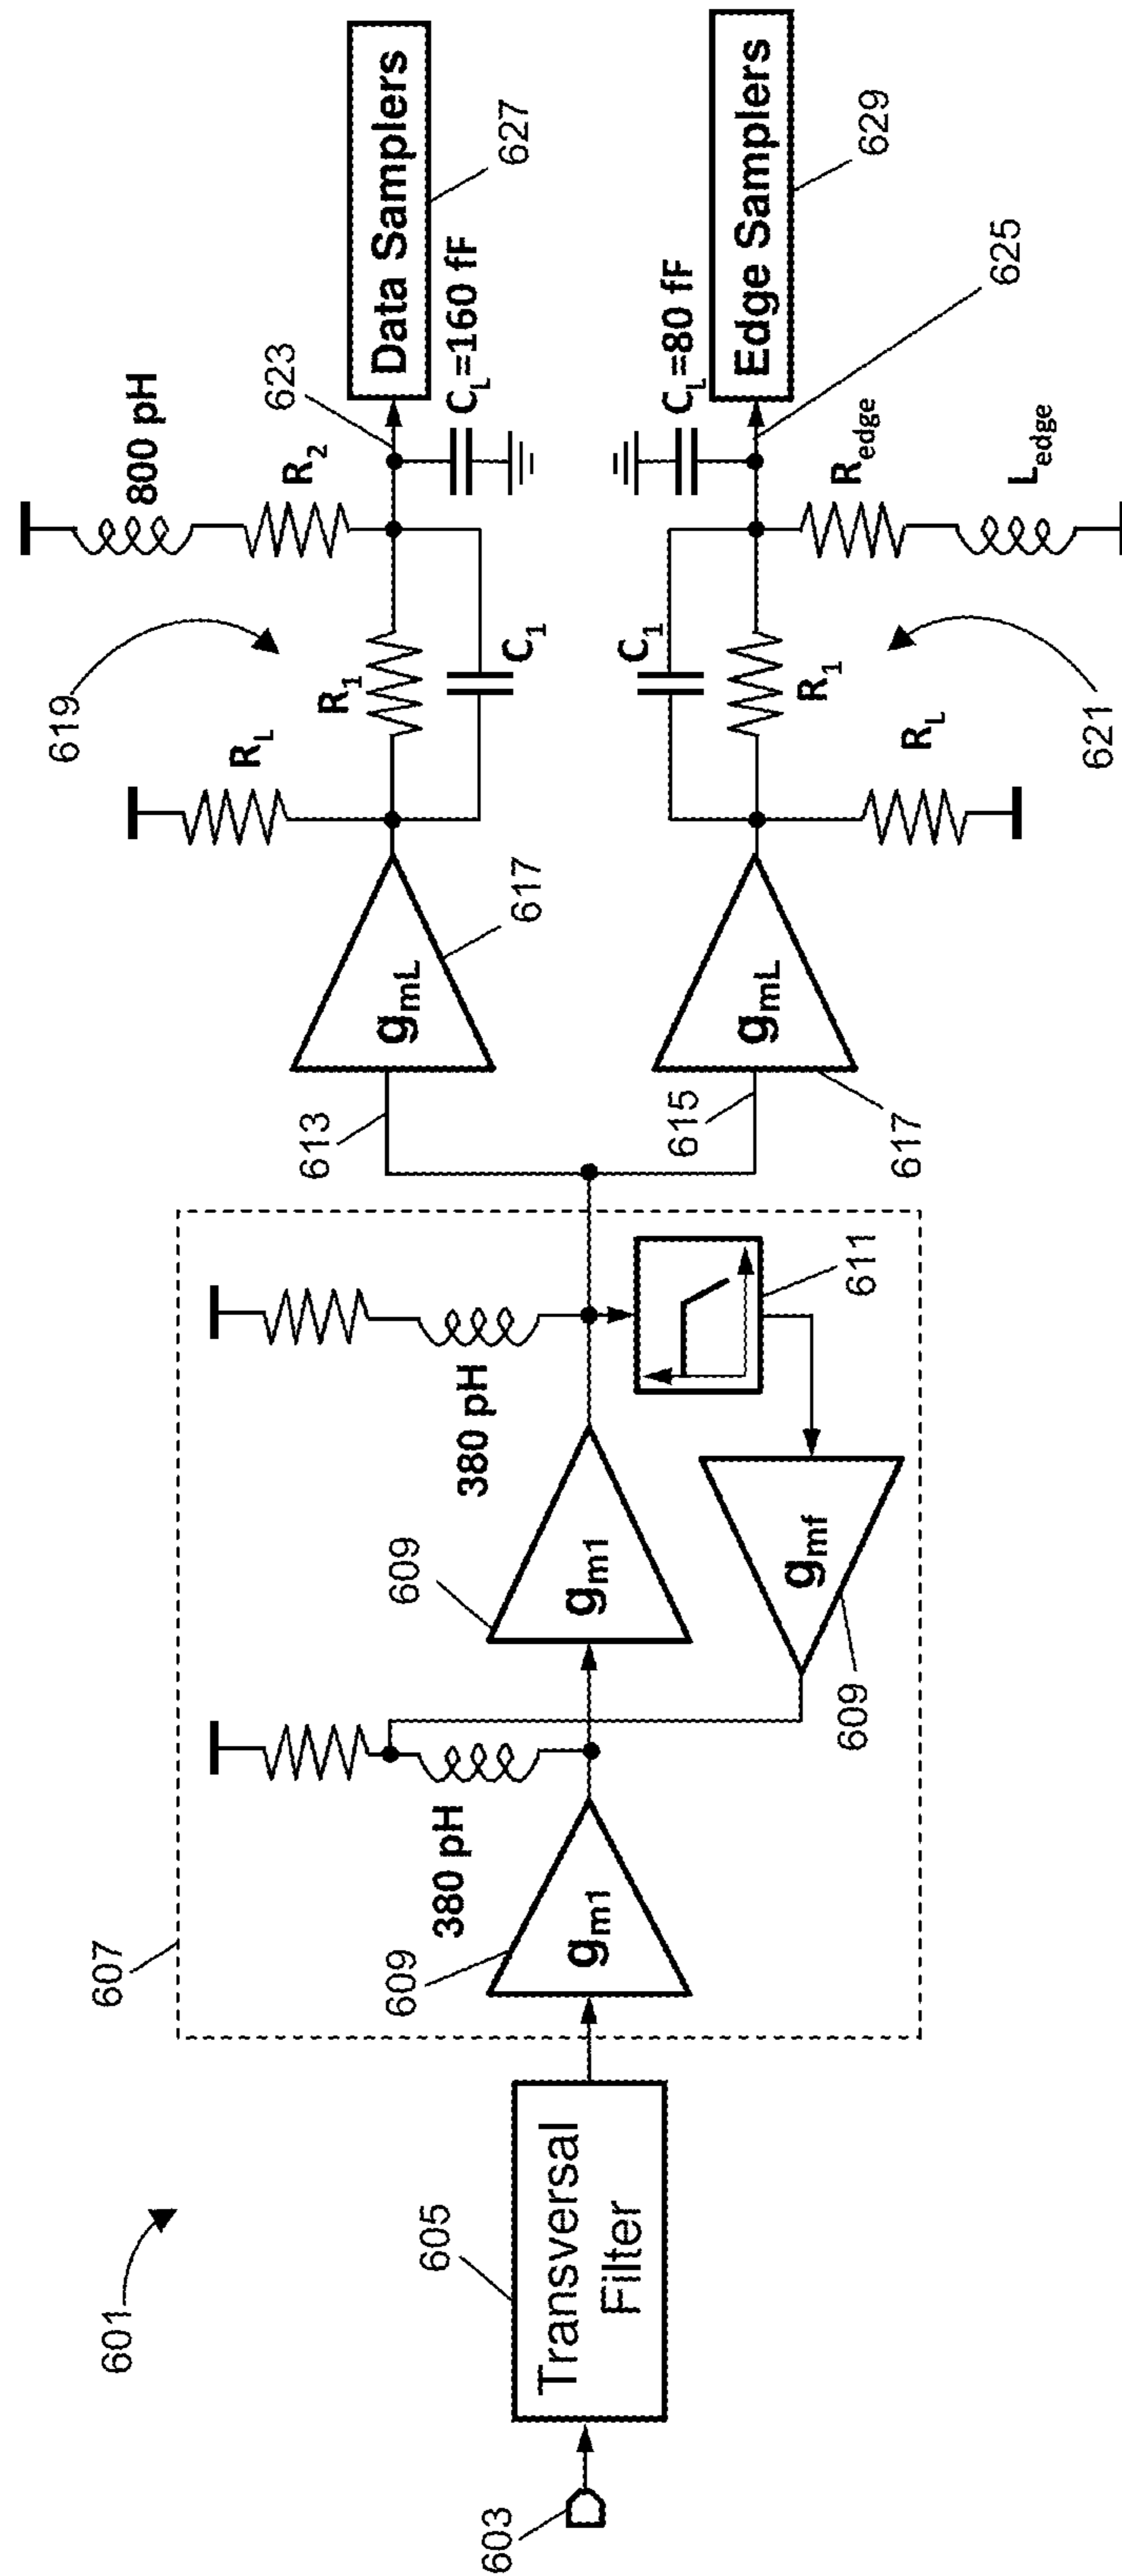 601
603
605
Transversal
Filter
607
609
g_m1
380 pH
609
g_m1
380 pH
611
609
g_mf
613
615
617
g_mL
617
g_mL
619
R_L
R_1
C_1
800 pH
R_2
623
C_L=160 fF
Data Samplers
627
621
R_L
R_1
C_1
C_L=80 fF
R_edge
L_edge
625
Edge Samplers
629